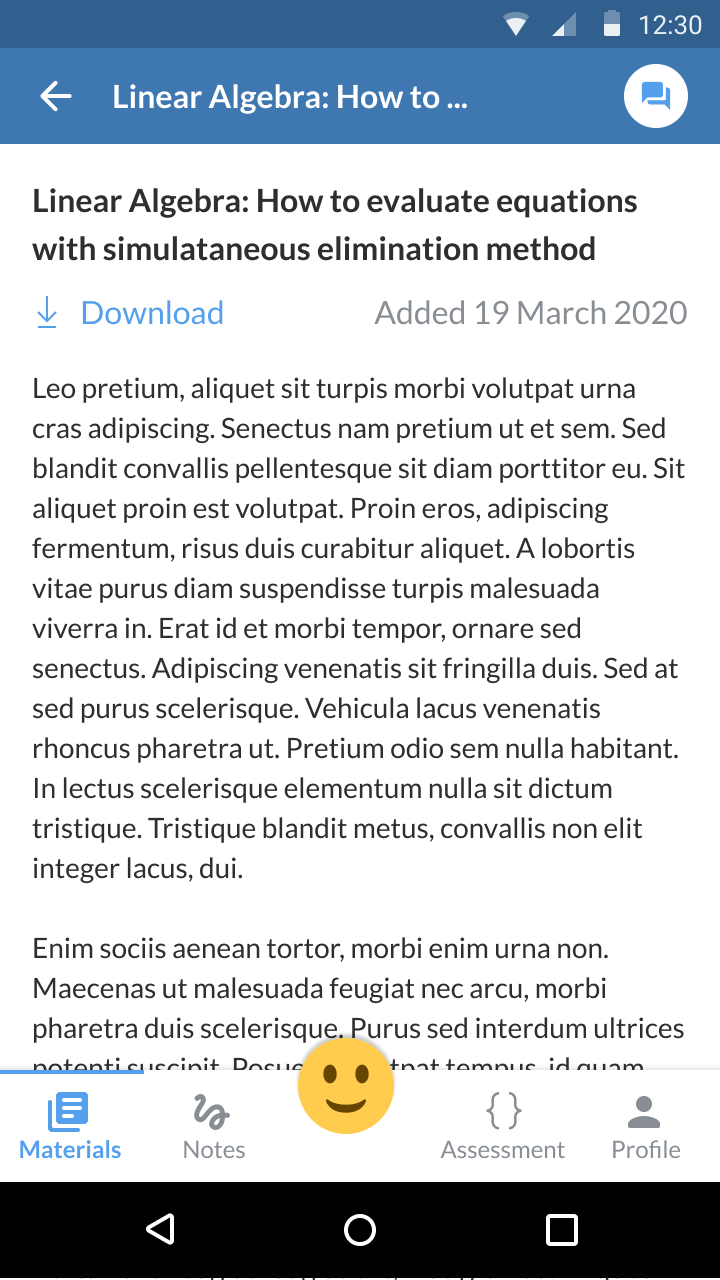 12:30
Linear Algebra: How to ...
Linear Algebra: How to evaluate equations
with simulataneous elimination method
Download
Added 19 March 2020
Leo pretium, aliquet sit turpis morbi volutpat urna
cras adipiscing. Senectus nam pretium ut et sem. Sed
blandit convallis pellentesque sit diam porttitor eu. Sit
aliquet proin est volutpat. Proin eros, adipiscing
fermentum, risus duis curabitur aliquet. A lobortis
vitae purus diam suspendisse turpis malesuada
viverra in. Erat id et morbi tempor, ornare sed
senectus. Adipiscing venenatis sit fringilla duis. Sed at
sed purus scelerisque. Vehicula lacus venenatis
rhoncus pharetra ut. Pretium odio sem nulla habitant.
In lectus scelerisque elementum nulla sit dictum
tristique. Tristique blandit metus, convallis non elit
integer lacus, dui.
Enim sociis aenean tortor, morbi enim urna non.
Maecenas ut malesuada feugiat nec arcu, morbi
pharetra duis scelerisque. Purus sed interdum ultrices
potenti suscipit. tempus, id quam
Materials
Notes
Assessment
Profile